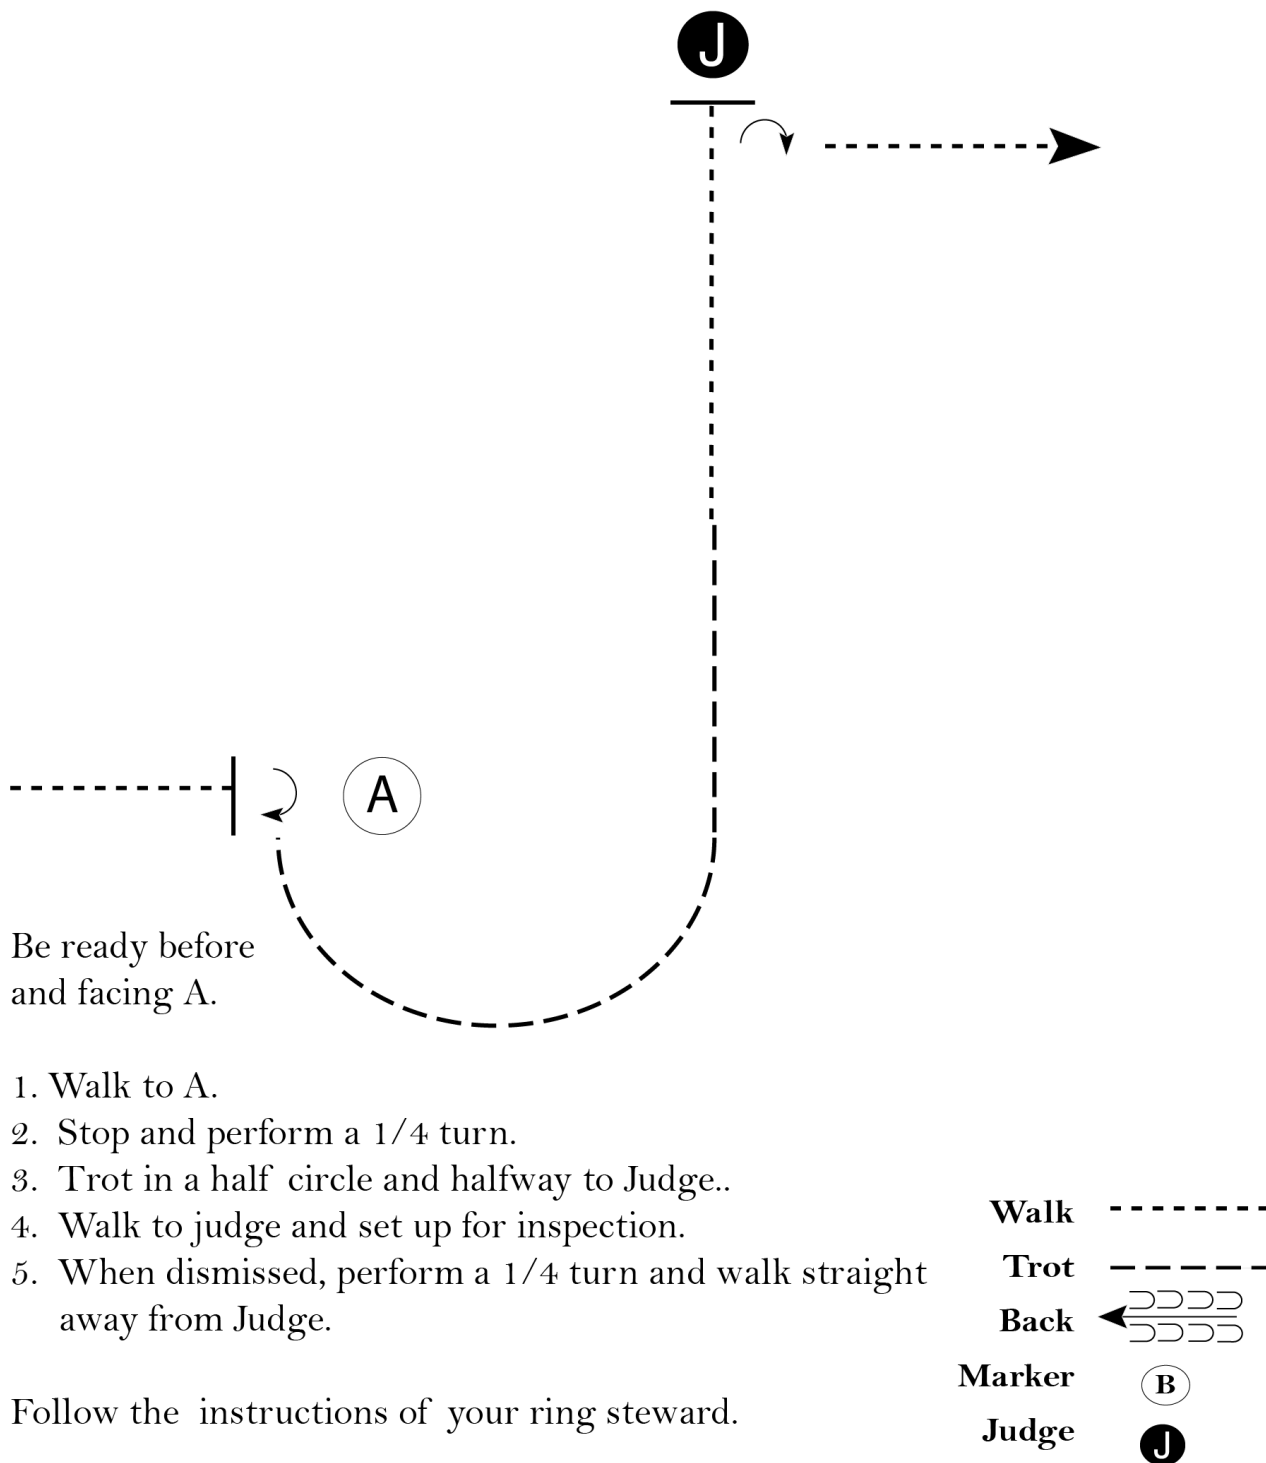 J
A
Be ready before
and facing A.
1. Walk to A.
2. Stop and perform a 1/4 turn.
3. Trot in a half circle and halfway to Judge..
4. Walk to judge and set up for inspection.
5. When dismissed, perform a 1/4 turn and walk straight
away from Judge.
Follow the instructions of your ring steward.
Walk
Trot
Back
Marker B
Judge J